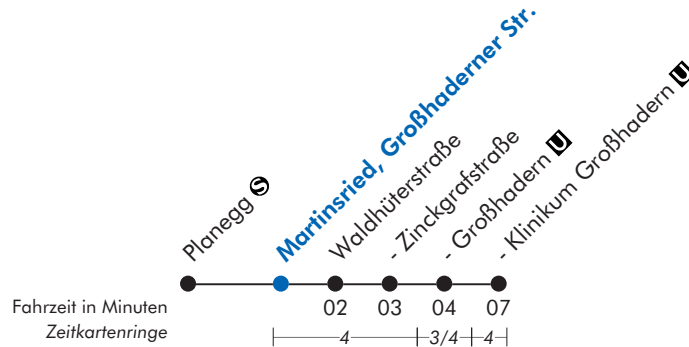 Planegg S
Martinsried, Großhaderner Str.
Waldhüterstraße
- Zinckgrafstraße
- Großhadern U
- Klinikum Großhadern U
Fahrzeit in Minuten 02 03 04 07
Zeitkartenringe 4 3/4 4